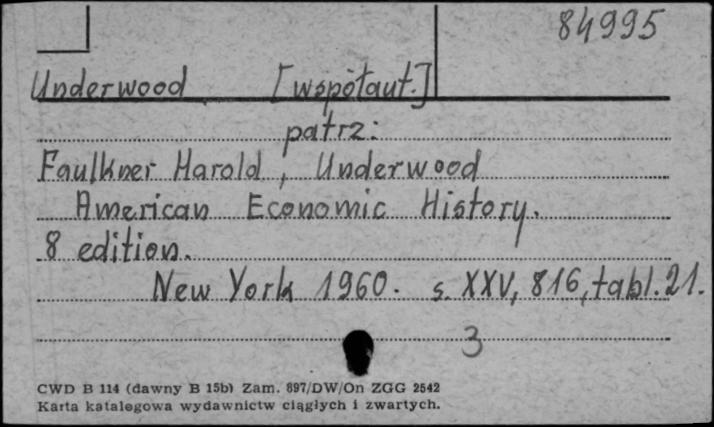 84995
Underwood [współaut.]
patrz:
Faulkner Harold, Underwood
American Economic History.
8 edition.
New York 1960. s. XXV, 816, tabl. 21.
3
CWD B 114 (dawny B 15b) Zam. 897/DW/On ZGG 2542
Karta katalogowa wydawnictw ciągłych i zwartych.